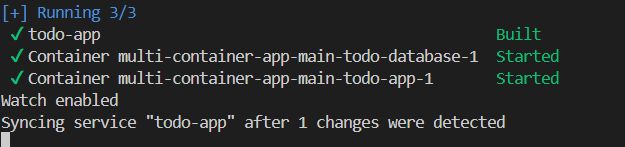 [+] Running 3/3
✔ todo-app Built
✔ Container multi-container-app-main-todo-database-1 Started
✔ Container multi-container-app-main-todo-app-1 Started
Watch enabled
Syncing service "todo-app" after 1 changes were detected